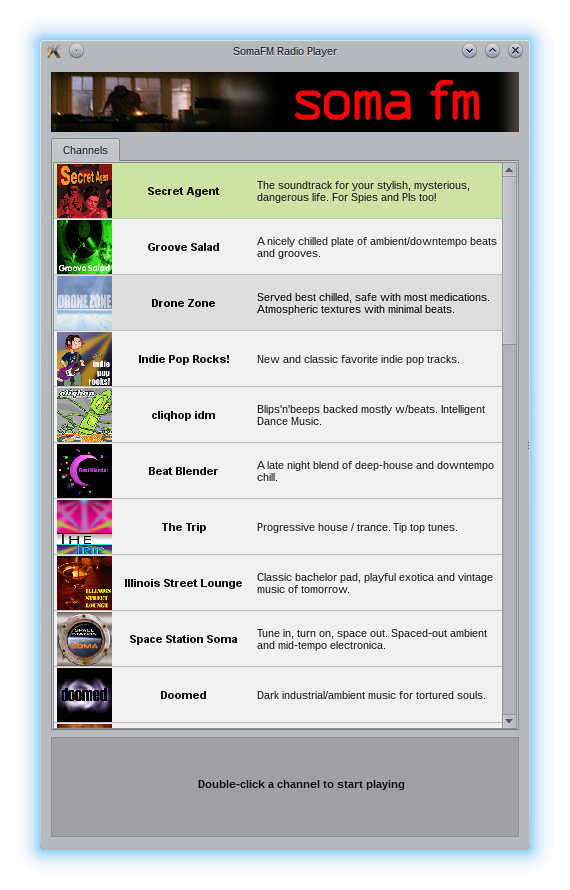 SomaFM Radio Player
soma fm
Channels
Secret Agent
Secret Agent
The soundtrack for your stylish, mysterious,
dangerous life. For Spies and PIs too!
Groove Salad
Groove Salad
A nicely chilled plate of ambient/downtempo beats
and grooves.
DRONE ZONE
Drone Zone
Served best chilled, safe with most medications.
Atmospheric textures with minimal beats.
indie
pop
rocks!
Indie Pop Rocks!
New and classic favorite indie pop tracks.
cliqhop
cliqhop idm
Blips'n'beeps backed mostly w/beats. Intelligent
Dance Music.
Beat Blender
Beat Blender
A late night blend of deep-house and downtempo
chill.
THE
TRIP
The Trip
Progressive house / trance. Tip top tunes.
ILLINOIS
STREET
LOUNGE
Illinois Street Lounge
Classic bachelor pad, playful exotica and vintage
music of tomorrow.
SPACE
STATION
SOMA
Space Station Soma
Tune in, turn on, space out. Spaced-out ambient
and mid-tempo electronica.
doomed
Doomed
Dark industrial/ambient music for tortured souls.
Double-click a channel to start playing